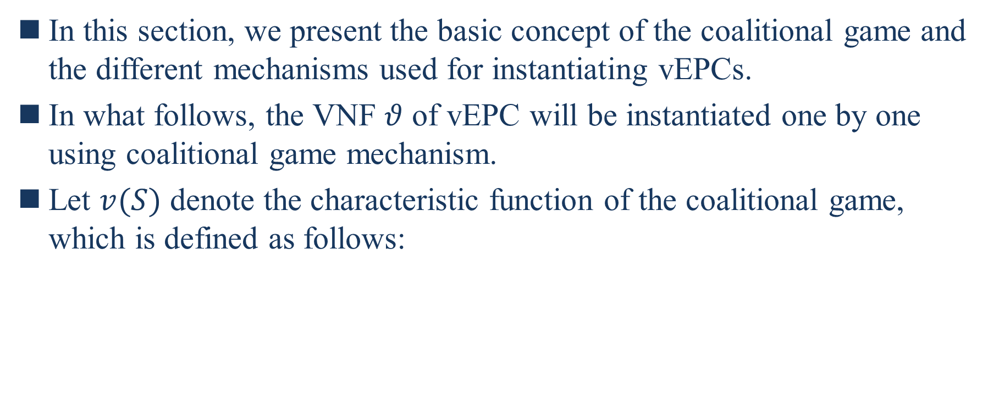 ■ In this section, we present the basic concept of the coalitional game and
the different mechanisms used for instantiating vEPCs.
■ In what follows, the VNF 𝜗 of vEPC will be instantiated one by one
using coalitional game mechanism.
■ Let 𝑣(𝑆) denote the characteristic function of the coalitional game,
which is defined as follows: